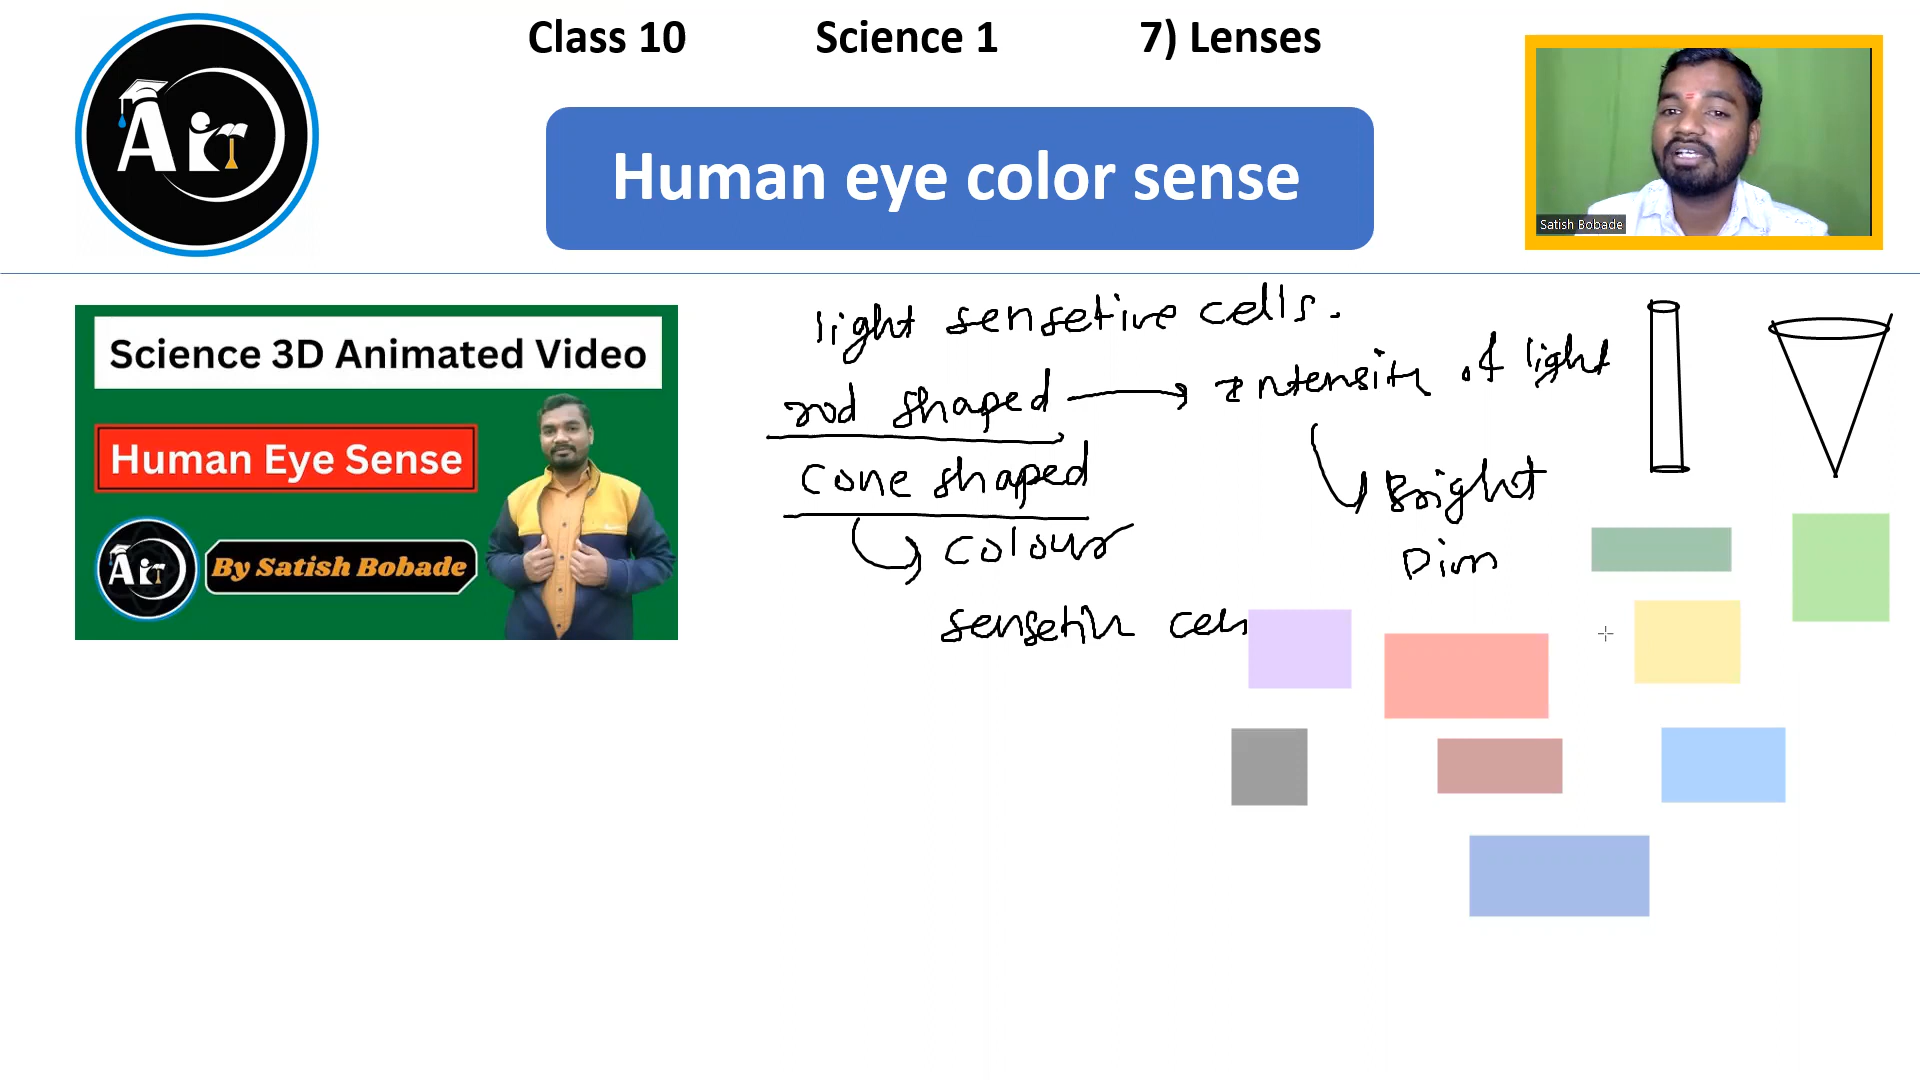 Class 10 Science 1 7) Lenses
Human eye color sense
Satish Bobade
Science 3D Animated Video
Human Eye Sense
By Satish Bobade
light sensetive cells.
rod shaped → Intensity of light
cone shaped
Bright
colour
Dim
sensetive cells